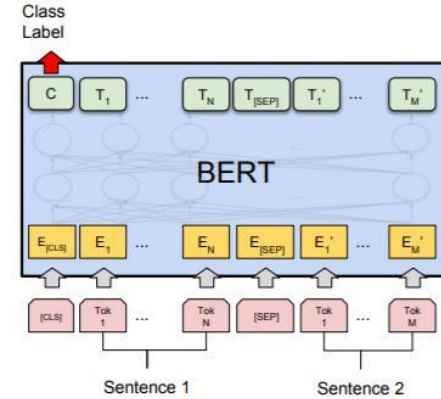 Class
Label
C T1 ... TN T[SEP] T1' ... TM'
...
BERT
...
E[CLS] E1 ... EN E[SEP] E1' ... EM'
[CLS] Tok 1 ... Tok N [SEP] Tok 1 ... Tok M
Sentence 1 Sentence 2